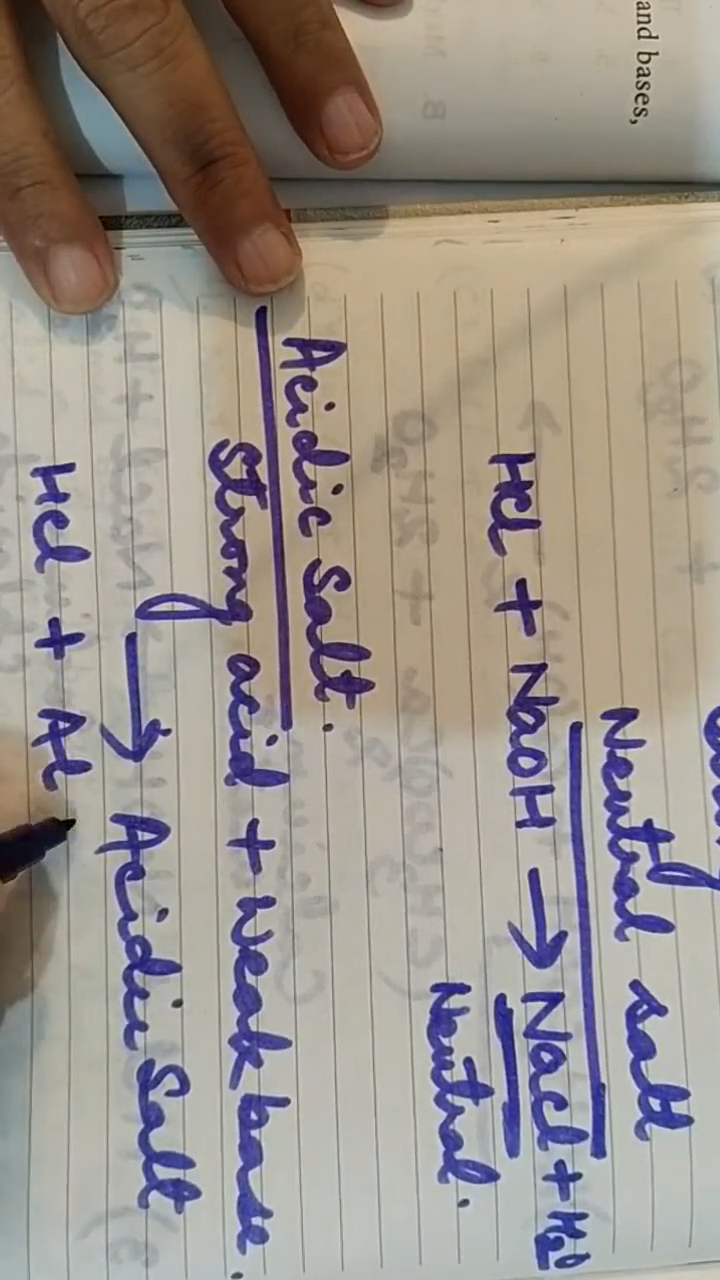 and bases,
Neutral salt
HCl + NaOH → NaCl + H2O
Neutral.
Acidic Salt.
Strong acid + Weak base.
→ Acidic Salt
HCl + Al